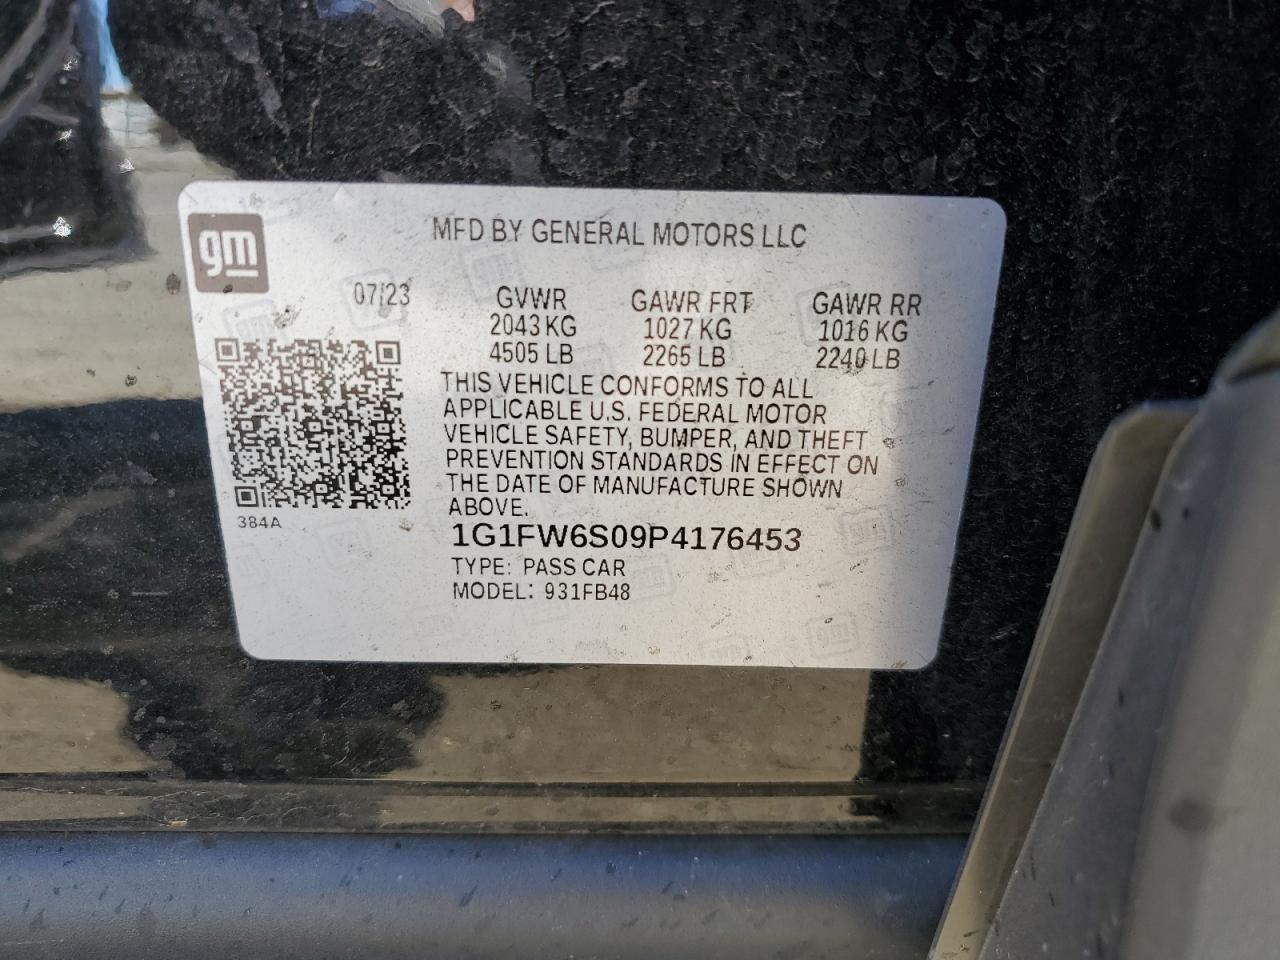 gm
MFD BY GENERAL MOTORS LLC
07/23 GVWR GAWR FRT GAWR RR
2043 KG 1027 KG 1016 KG
4505 LB 2265 LB 2240 LB
THIS VEHICLE CONFORMS TO ALL
APPLICABLE U.S. FEDERAL MOTOR
VEHICLE SAFETY, BUMPER, AND THEFT
PREVENTION STANDARDS IN EFFECT ON
THE DATE OF MANUFACTURE SHOWN
ABOVE.
384A
1G1FW6S09P4176453
TYPE: PASS CAR
MODEL: 931FB48